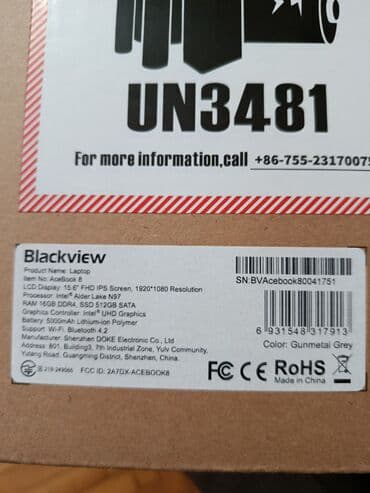 UN3481
For more information,call +86-755-23170075
Blackview
Product Name: Laptop
Item No: AceBook 8
LCD Display: 15.6" FHD IPS Screen, 1920*1080 Resolution
Processor: Intel® Alder Lake N97
RAM 16GB DDR4, SSD 512GB SATA
Graphics Controller: Intel® UHD Graphics
Battery: 5000mAh Lithium-ion Polymer
Support: Wi-Fi, Bluetooth 4.2
Manufacturer: Shenzhen DOKE Electronic Co., Ltd
Address: 801, Building3, 7th Industrial Zone, Yulv Community,
Yutang Road, Guangming District, Shenzhen, China.
219-249066 FCC ID: 2A7DX-ACEBOOK8
SN:BVAcebook80041751
6 931548 317913
Color: Gunmetal Grey
FC CE RoHS
Made in China